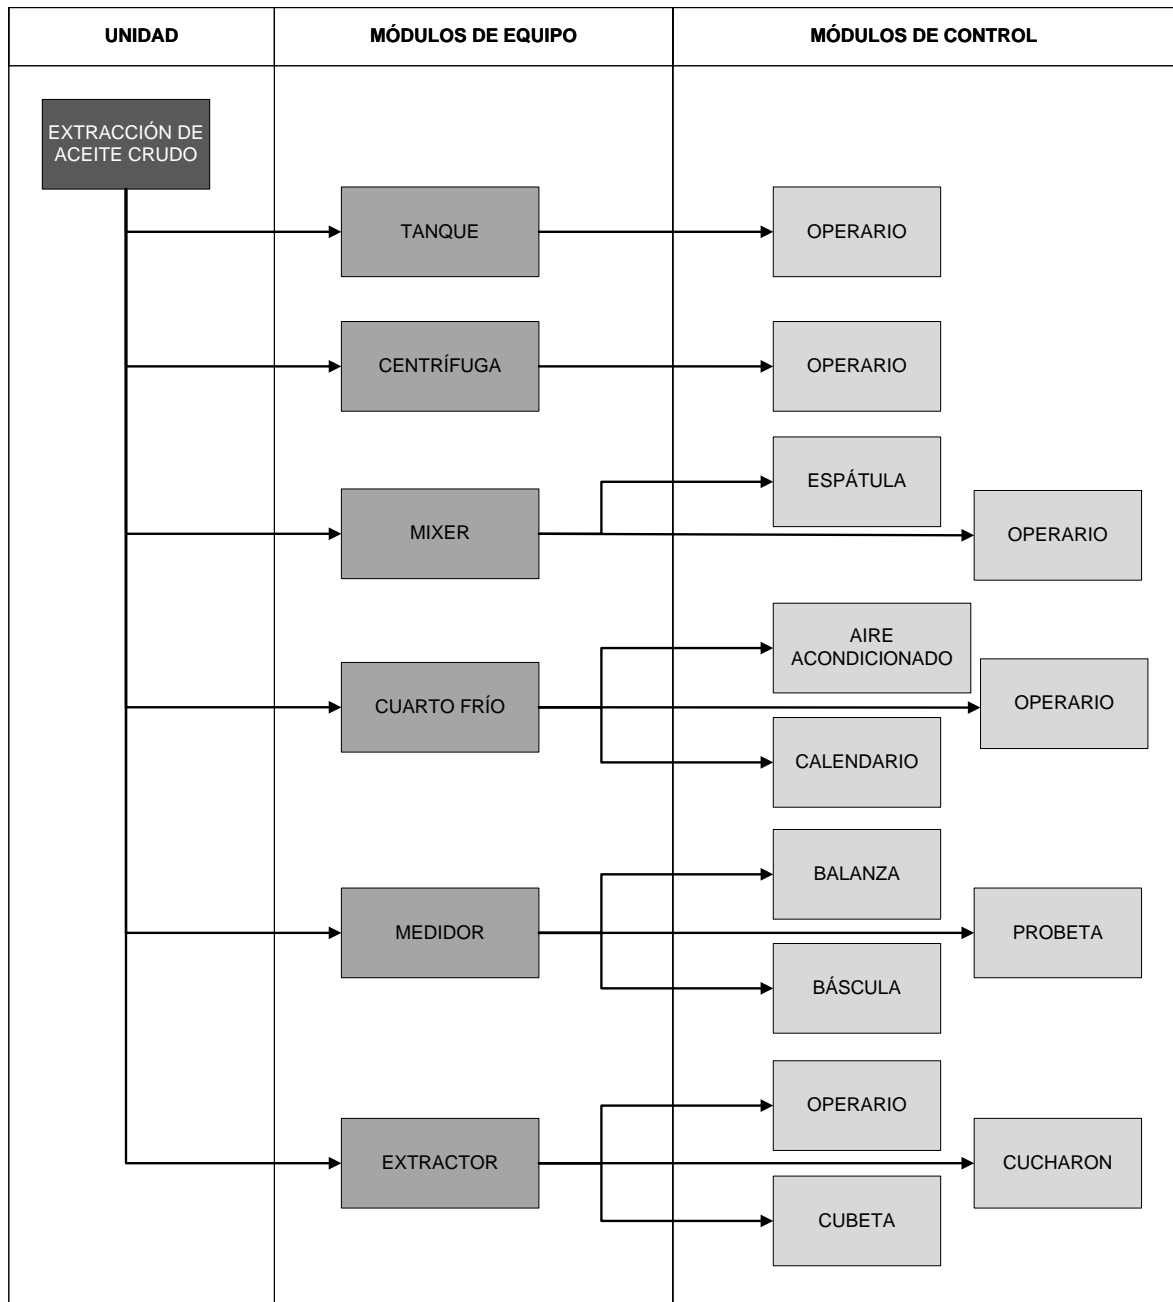 UNIDAD
MÓDULOS DE EQUIPO
MÓDULOS DE CONTROL
EXTRACCIÓN DE
ACEITE CRUDO
TANQUE
OPERARIO
CENTRÍFUGA
OPERARIO
MIXER
ESPÁTULA
OPERARIO
CUARTO FRÍO
AIRE
ACONDICIONADO
OPERARIO
CALENDARIO
MEDIDOR
BALANZA
PROBETA
BÁSCULA
EXTRACTOR
OPERARIO
CUCHARON
CUBETA